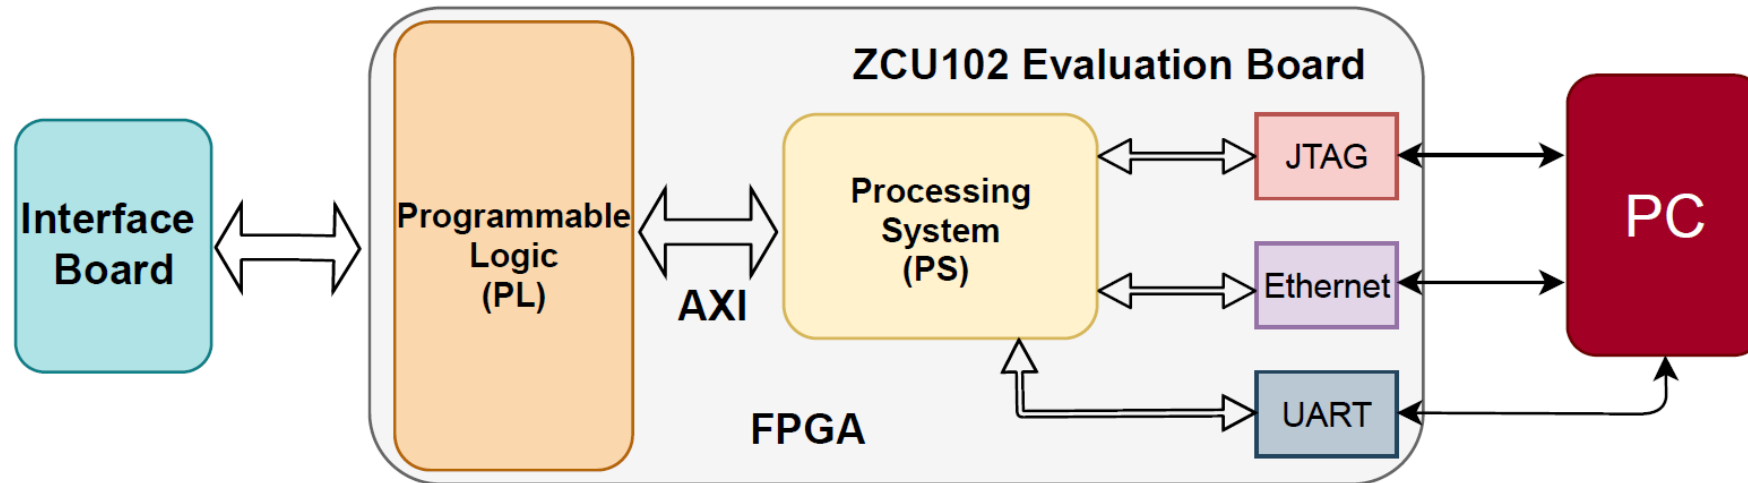 ZCU102 Evaluation Board
Interface
Board
Programmable
Logic
(PL)
AXI
Processing
System
(PS)
JTAG
Ethernet
UART
PC
FPGA